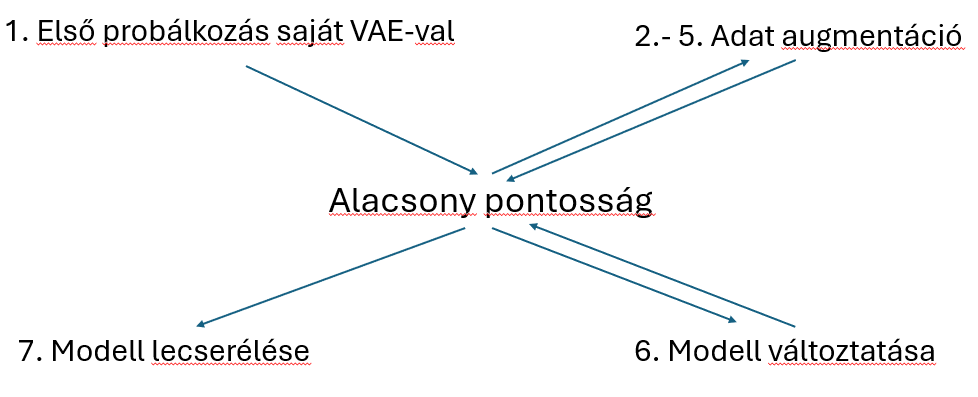 1. Első probálkozás saját VAE-val
2.- 5. Adat augmentáció
Alacsony pontosság
7. Modell lecserélése
6. Modell változtatása